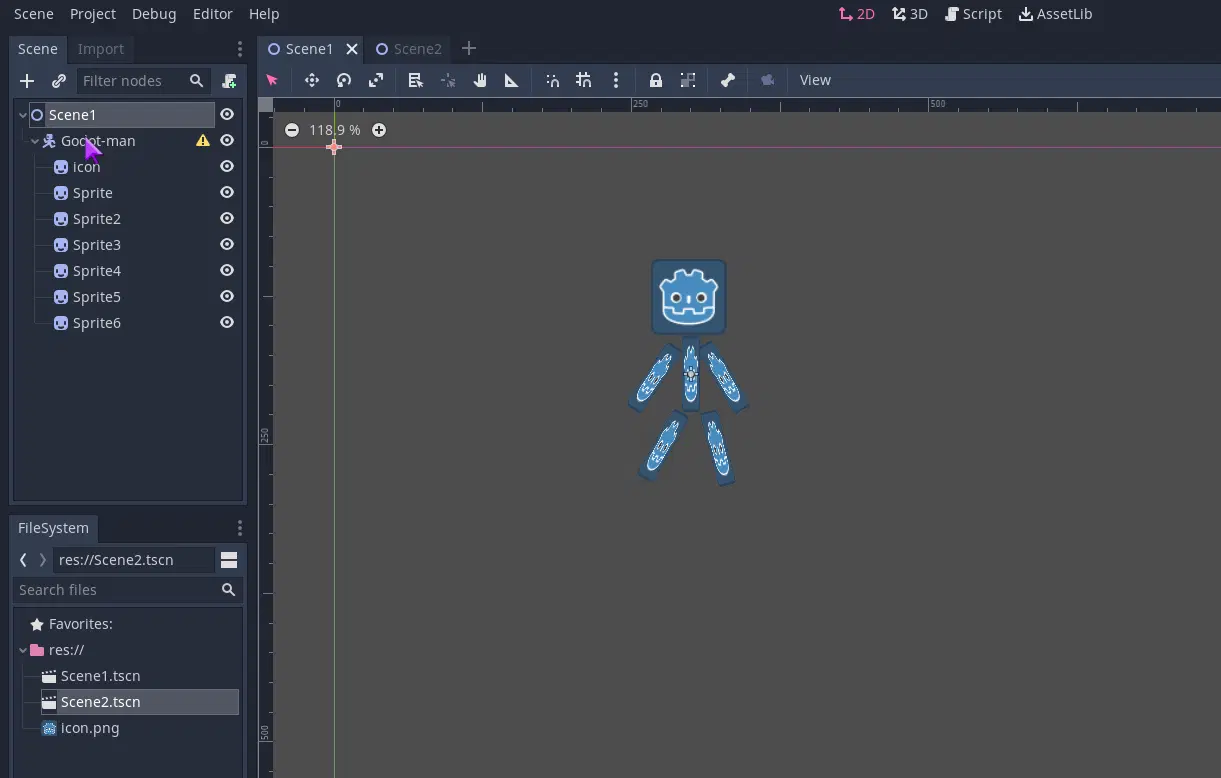 Scene Project Debug Editor Help 2D 3D Script AssetLib
Scene Import Scene1 Scene2
Filter nodes View
0 250 500
Scene1
118.9 %
Godot-man
0
icon
Sprite
Sprite2
Sprite3
Sprite4
Sprite5
Sprite6
250
FileSystem
res://Scene2.tscn
Search files
Favorites:
res://
Scene1.tscn
Scene2.tscn
icon.png
500